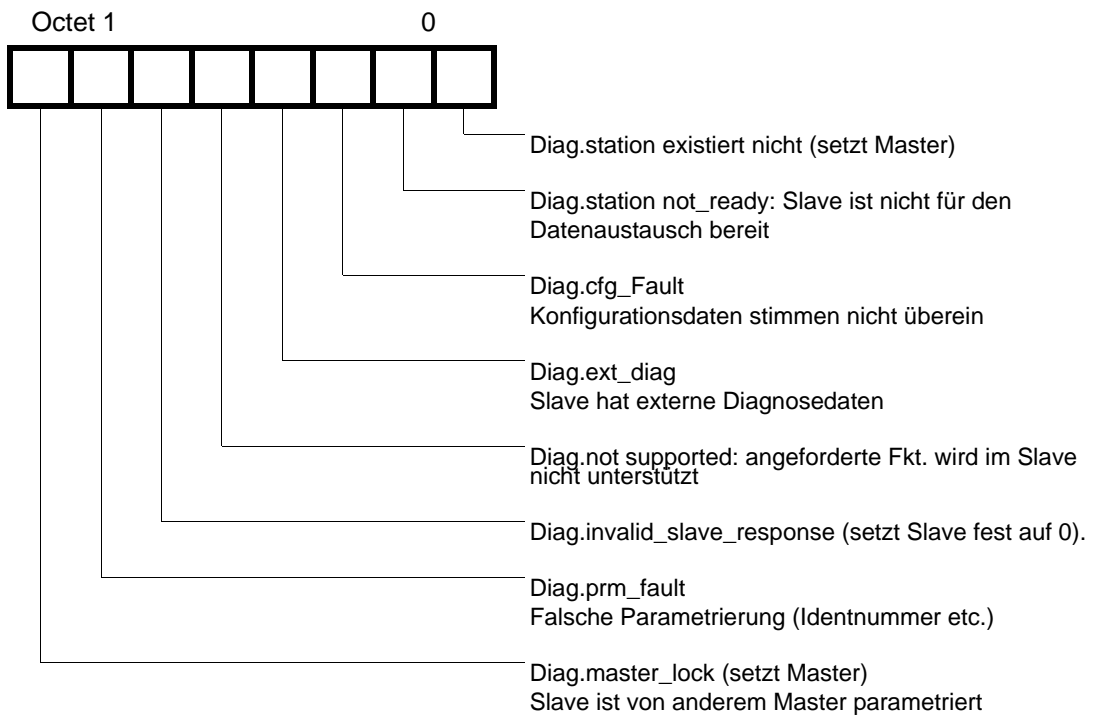 Octet 1 0
Diag.station existiert nicht (setzt Master)
Diag.station not_ready: Slave ist nicht für den
Datenaustausch bereit
Diag.cfg_Fault
Konfigurationsdaten stimmen nicht überein
Diag.ext_diag
Slave hat externe Diagnosedaten
Diag.not supported: angeforderte Fkt. wird im Slave
nicht unterstützt
Diag.invalid_slave_response (setzt Slave fest auf 0).
Diag.prm_fault
Falsche Parametrierung (Identnummer etc.)
Diag.master_lock (setzt Master)
Slave ist von anderem Master parametriert